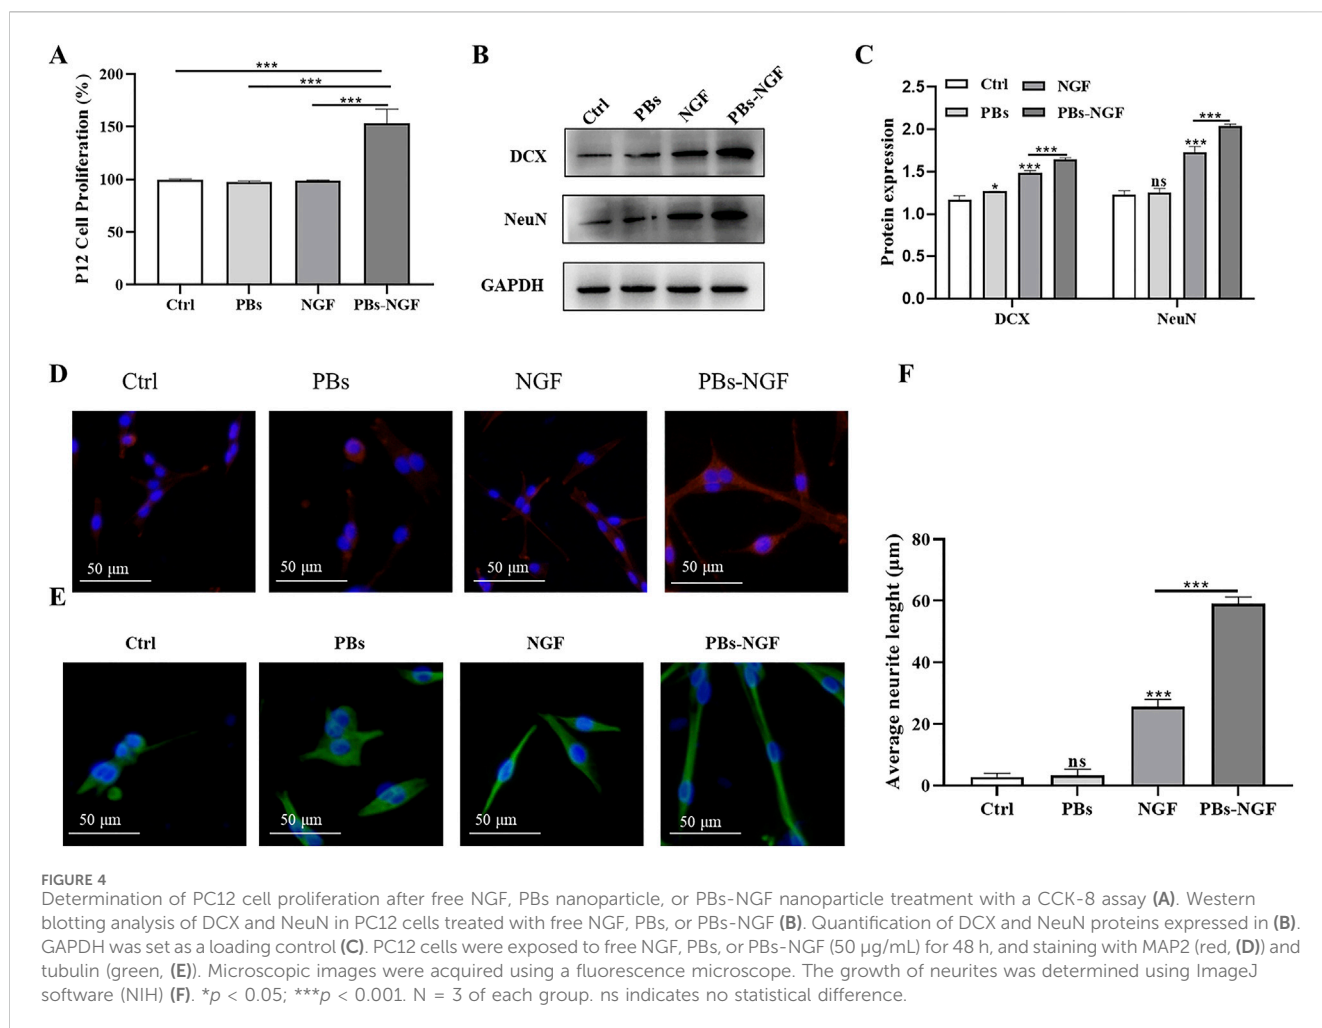 A
P12 Cell Proliferation (%)
200
150
100
50
0
***
***
***
Ctrl PBs NGF PBs-NGF
B
Ctrl PBs NGF PBs-NGF
DCX
NeuN
GAPDH
C
Protein expression
2.5
2.0
1.5
1.0
0.5
0.0
Ctrl NGF
PBs PBs-NGF
* *** *** ns *** ***
DCX NeuN
D
Ctrl PBs NGF PBs-NGF
50 μm 50 μm 50 μm 50 μm
E
Ctrl PBs NGF PBs-NGF
50 μm 50 μm 50 μm 50 μm
F
Average neurite lenght (μm)
80
60
40
20
0
ns *** ***
Ctrl PBs NGF PBs-NGF
FIGURE 4
Determination of PC12 cell proliferation after free NGF, PBs nanoparticle, or PBs-NGF nanoparticle treatment with a CCK-8 assay (A). Western
blotting analysis of DCX and NeuN in PC12 cells treated with free NGF, PBs, or PBs-NGF (B). Quantification of DCX and NeuN proteins expressed in (B).
GAPDH was set as a loading control (C). PC12 cells were exposed to free NGF, PBs, or PBs-NGF (50 μg/mL) for 48 h, and staining with MAP2 (red, (D)) and
tubulin (green, (E)). Microscopic images were acquired using a fluorescence microscope. The growth of neurites was determined using ImageJ
software (NIH) (F). *p < 0.05; ***p < 0.001. N = 3 of each group. ns indicates no statistical difference.